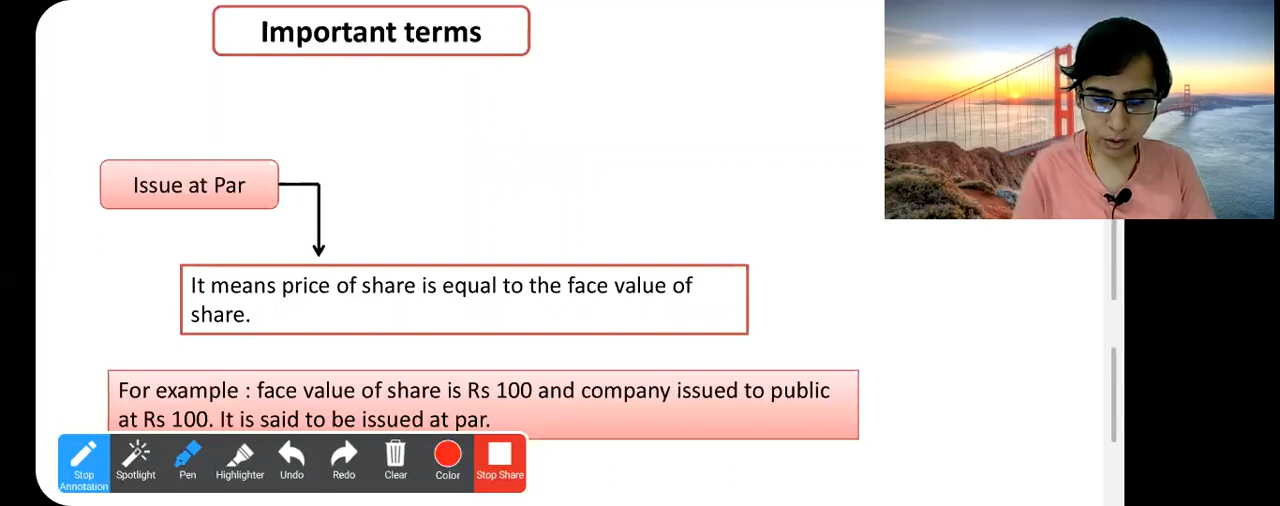 Important terms
Issue at Par
It means price of share is equal to the face value of
share.
For example : face value of share is Rs 100 and company issued to public
at Rs 100. It is said to be issued at par.
Stop
Annotation
Spotlight
Pen
Highlighter
Undo
Redo
Clear
Color
Stop Share